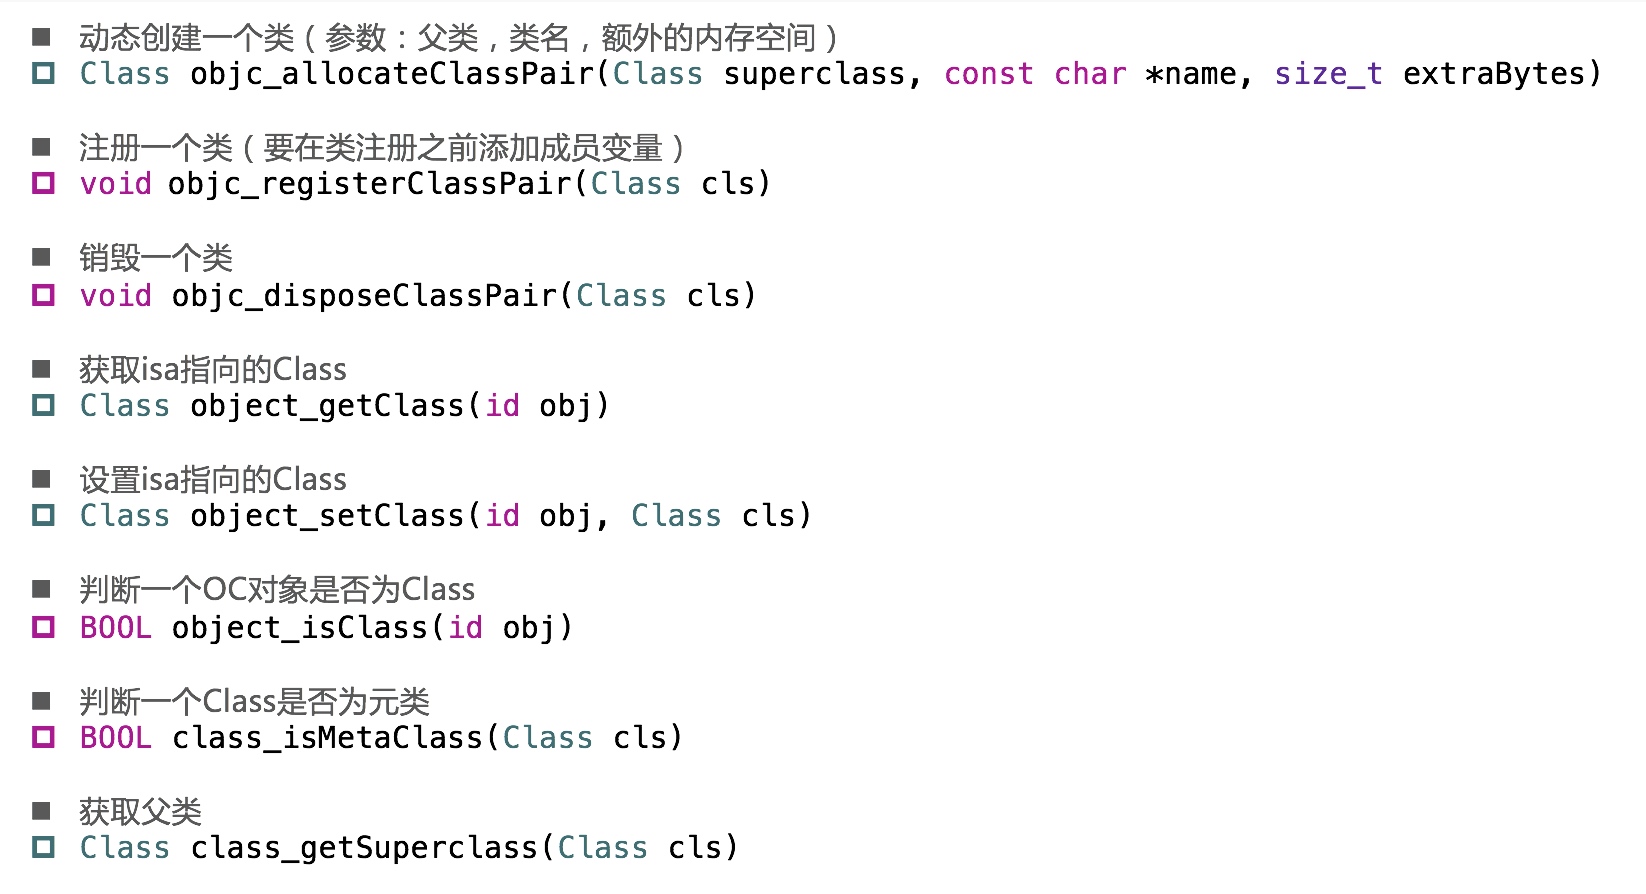 动态创建一个类（参数：父类，类名，额外的内存空间）
Class objc_allocateClassPair(Class superclass, const char *name, size_t extraBytes)
注册一个类（要在类注册之前添加成员变量）
void objc_registerClassPair(Class cls)
销毁一个类
void objc_disposeClassPair(Class cls)
获取isa指向的Class
Class object_getClass(id obj)
设置isa指向的Class
Class object_setClass(id obj, Class cls)
判断一个OC对象是否为Class
BOOL object_isClass(id obj)
判断一个Class是否为元类
BOOL class_isMetaClass(Class cls)
获取父类
Class class_getSuperclass(Class cls)